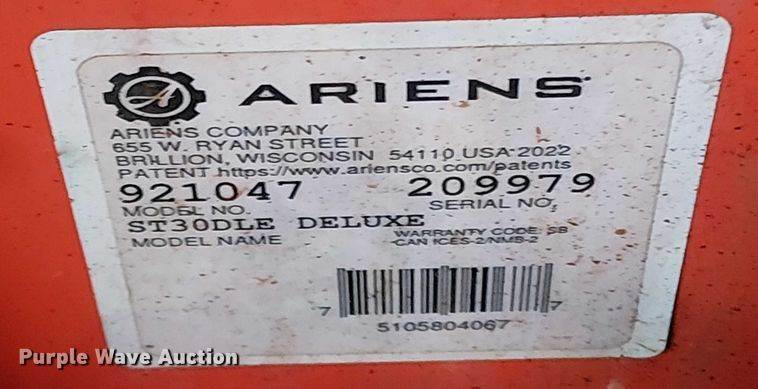 ARIENS
ARIENS COMPANY
655 W. RYAN STREET
BRILLION, WISCONSIN 54110 USA 2022
PATENT https://www.ariensco.com/patents
921047 209979
MODEL NO. SERIAL NO.
ST30DLE DELUXE
MODEL NAME
WARRANTY CODE: SB
CAN ICES-2/NMB-2
7 5105804067 7
Purple Wave Auction